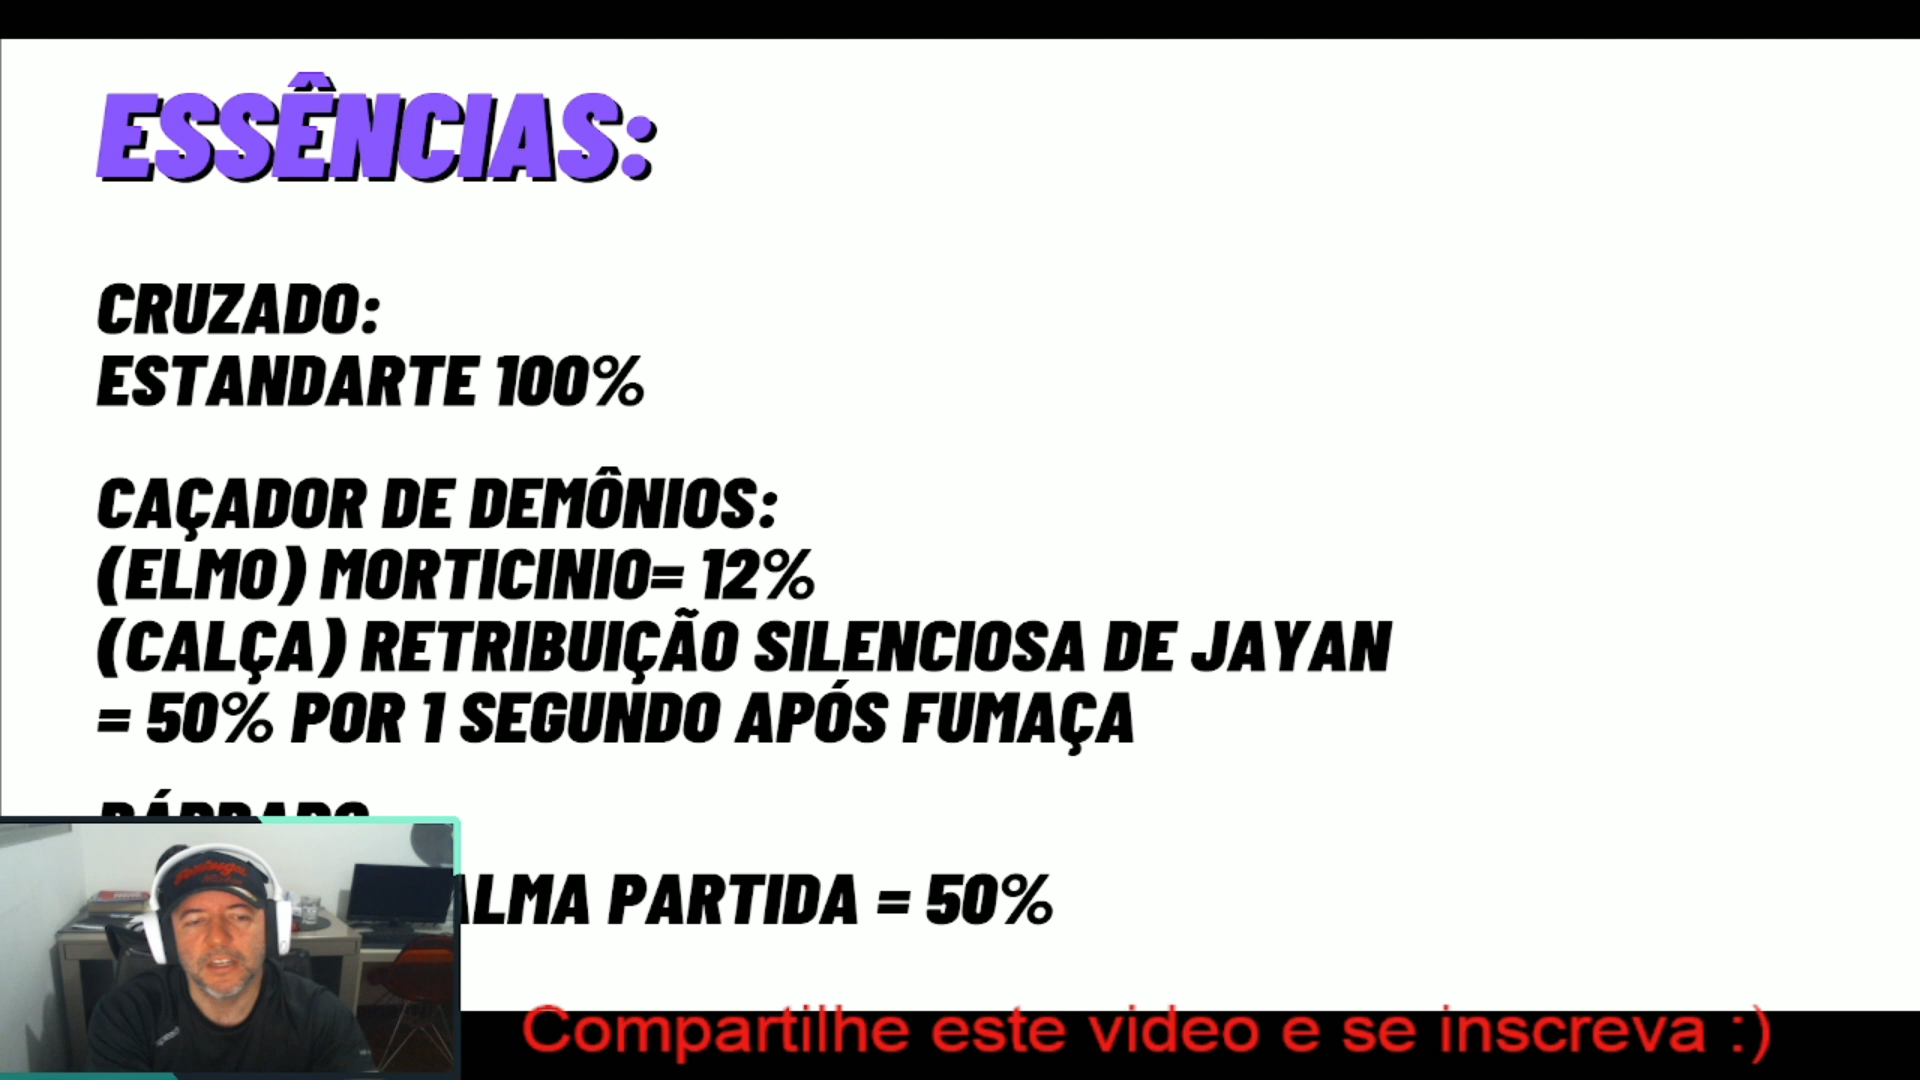 ESSÊNCIAS:
CRUZADO:
ESTANDARTE 100%
CAÇADOR DE DEMÔNIOS:
(ELMO) MORTICINIO= 12%
(CALÇA) RETRIBUIÇÃO SILENCIOSA DE JAYAN
= 50% POR 1 SEGUNDO APÓS FUMAÇA
ALMA PARTIDA = 50%
Compartilhe este video e se inscreva :)